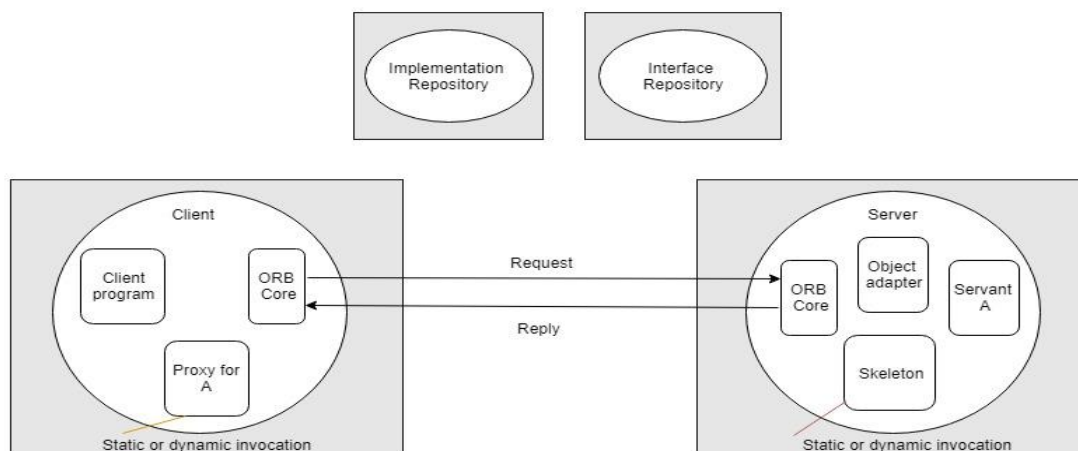 Implementation
Repository
Interface
Repository
Client
Client
program
ORB
Core
Proxy for
A
Static or dynamic invocation
Request
Reply
Server
ORB
Core
Object
adapter
Servant
A
Skeleton
Static or dynamic invocation